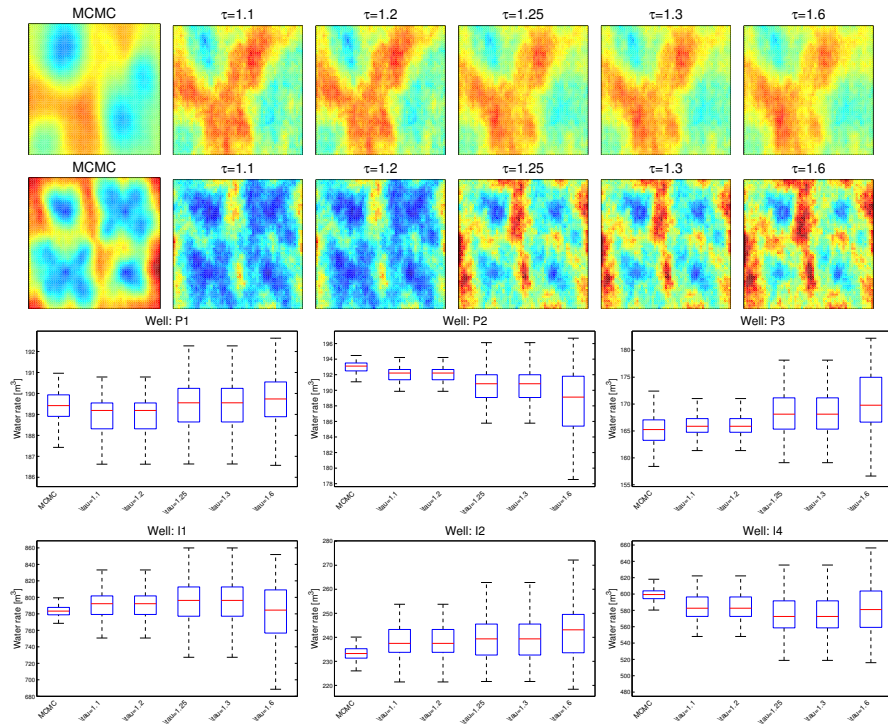 MCMC τ=1.1 τ=1.2 τ=1.25 τ=1.3 τ=1.6
MCMC τ=1.1 τ=1.2 τ=1.25 τ=1.3 τ=1.6
Well: P1
Water rate [m³]
192
191
190
189
188
187
186
MCMC \tau=1.1 \tau=1.2 \tau=1.25 \tau=1.3 \tau=1.6
Well: P2
Water rate [m³]
196
194
192
190
188
186
184
182
180
178
MCMC \tau=1.1 \tau=1.2 \tau=1.25 \tau=1.3 \tau=1.6
Well: P3
Water rate [m³]
180
175
170
165
160
155
MCMC \tau=1.1 \tau=1.2 \tau=1.25 \tau=1.3 \tau=1.6
Well: I1
Water rate [m³]
860
840
820
800
780
760
740
720
700
680
MCMC \tau=1.1 \tau=1.2 \tau=1.25 \tau=1.3 \tau=1.6
Well: I2
Water rate [m³]
280
270
260
250
240
230
220
MCMC \tau=1.1 \tau=1.2 \tau=1.25 \tau=1.3 \tau=1.6
Well: I4
Water rate [m³]
660
640
620
600
580
560
540
520
500
480
MCMC \tau=1.1 \tau=1.2 \tau=1.25 \tau=1.3 \tau=1.6